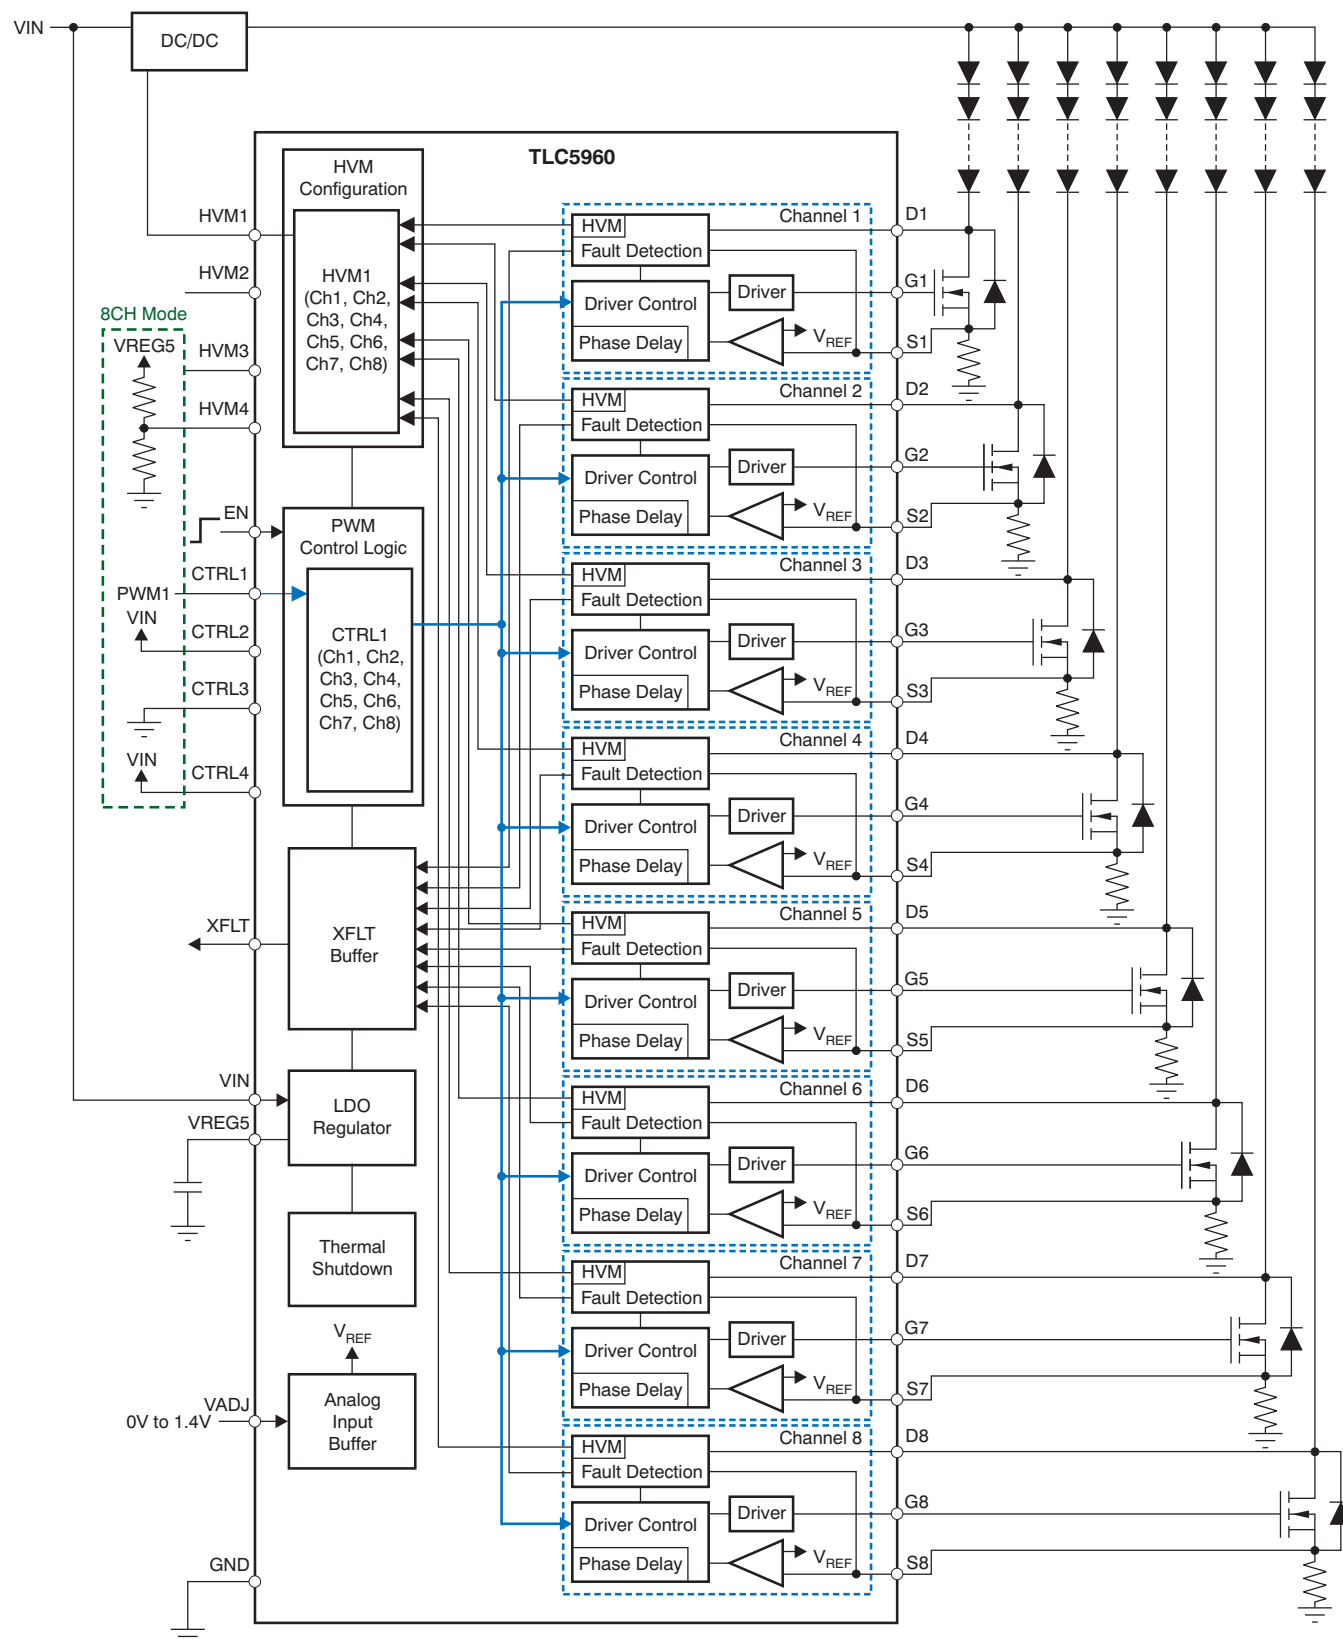 VIN
DC/DC
TLC5960
HVM
Configuration
HVM1
HVM1
(Ch1, Ch2,
Ch3, Ch4,
Ch5, Ch6,
Ch7, Ch8)
HVM2
8CH Mode
VREG5
HVM3
HVM4
EN
PWM
Control Logic
CTRL1
PWM1
VIN
CTRL2
CTRL1
(Ch1, Ch2,
Ch3, Ch4,
Ch5, Ch6,
Ch7, Ch8)
CTRL3
VIN
CTRL4
XFLT
XFLT
Buffer
VIN
VREG5
LDO
Regulator
Thermal
Shutdown
VREF
VADJ
0V to 1.4V
Analog
Input
Buffer
GND
Channel 1
HVM
Fault Detection
Driver Control
Phase Delay
Driver
VREF
D1
G1
S1
Channel 2
HVM
Fault Detection
Driver Control
Phase Delay
Driver
VREF
D2
G2
S2
Channel 3
HVM
Fault Detection
Driver Control
Phase Delay
Driver
VREF
D3
G3
S3
Channel 4
HVM
Fault Detection
Driver Control
Phase Delay
Driver
VREF
D4
G4
S4
Channel 5
HVM
Fault Detection
Driver Control
Phase Delay
Driver
VREF
D5
G5
S5
Channel 6
HVM
Fault Detection
Driver Control
Phase Delay
Driver
VREF
D6
G6
S6
Channel 7
HVM
Fault Detection
Driver Control
Phase Delay
Driver
VREF
D7
G7
S7
Channel 8
HVM
Fault Detection
Driver Control
Phase Delay
Driver
VREF
D8
G8
S8